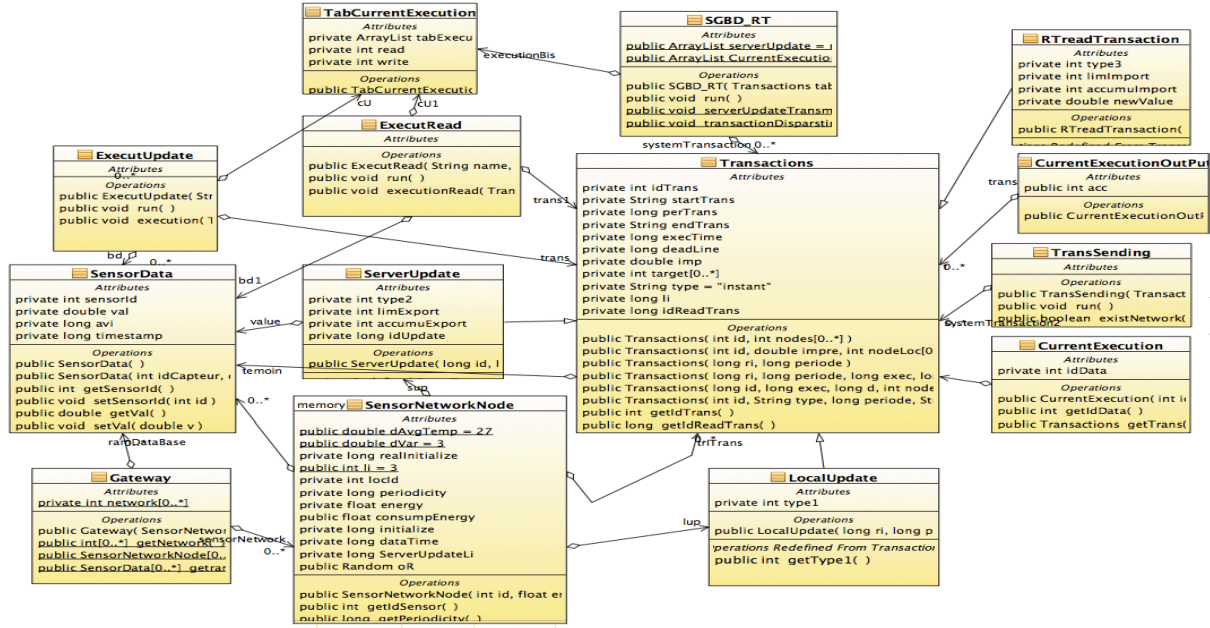 TabCurrentExecution
Attributes
private ArrayList tabExecu
private int read
private int write
Operations
public TabCurrentExecutio
SGBD_RT
Attributes
public ArrayList serverUpdate =
public ArrayList CurrentExecution
Operations
public SGBD_RT( Transactions tab
public void run( )
public void serverUpdateTransm
public void transactionDisparsti
RTreadTransaction
Attributes
private int type3
private int limImport
private int accumuImport
private double newValue
Operations
public RTreadTransaction(
executionBis
cU
cU1
systemTransaction 0..*
ExecutRead
Attributes
Operations
public ExecutRead( String name,
public void run( )
public void executionRead( Tran
ExecutUpdate
Attributes
0..*
Operations
public ExecutUpdate( Str
public void run( )
public void execution(
trans1
trans
bd
0..*
bd1
Transactions
Attributes
private int idTrans
private String startTrans
private long perTrans
private String endTrans
private long execTime
private long deadLine
private double imp
private int target[0..*]
private String type = "instant"
private long li
private long idReadTrans
Operations
public Transactions( int id, int nodes[0..*] )
public Transactions( int id, double impre, int nodeLoc[0
public Transactions( long ri, long periode )
public Transactions( long ri, long periode, long exec, lo
public Transactions( long id, long exec, long d, int node
public Transactions( int id, String type, long periode, St
public int getIdTrans( )
public long getIdReadTrans( )
CurrentExecutionOutPut
Attributes
public int acc
Operations
public CurrentExecutionOutP
trans
0..*
TransSending
Attributes
Operations
public TransSending( Transact
public void run( )
public boolean existNetwork(
systemTransaction2
CurrentExecution
Attributes
private int idData
Operations
public CurrentExecution( int i
public int getIdData( )
public Transactions getTrans(
SensorData
Attributes
private int sensorId
private double val
private long avi
private long timestamp
Operations
public SensorData( )
public SensorData( int idCapteur,
public int getSensorId( )
public void setSensorId( int id )
public double getVal( )
public void setVal( double v )
ServerUpdate
Attributes
private int type2
private int limExport
private int accumuExport
private long idUpdate
Operations
public ServerUpdate( long id, l
value
temoin
sup
0..*
memory
SensorNetworkNode
Attributes
public double dAvgTemp = 27
public double dVar = 3
private long realInitialize
public int li = 3
private int locId
private long periodicity
private float energy
public float consumpEnergy
private long initialize
private long dataTime
private long ServerUpdateLi
public Random oR
Operations
public SensorNetworkNode( int id, float e
public int getIdSensor( )
public long getPeriodicity( )
ramDataBase
Gateway
Attributes
private int network[0..*]
Operations
public Gateway( SensorNetwor
public int[0..*] getNetwork( )
public SensorNetworkNode[0..
public SensorData[0..*] getra
sensorNetwork
0..*
triTrans
lup
LocalUpdate
Attributes
private int type1
Operations
public LocalUpdate( long ri, long p
perations Redefined From Transaction
public int getType1( )